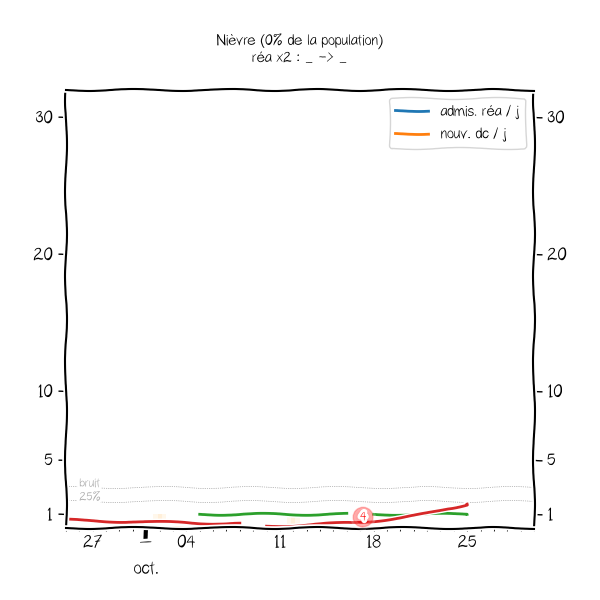 Nièvre (0% de la population)
réa x2 : _ -> _
admis. réa / j
nouv. dc / j
30
30
20
20
10
10
5
5
bruit
25%
1
1
4
27
04
11
18
25
oct.